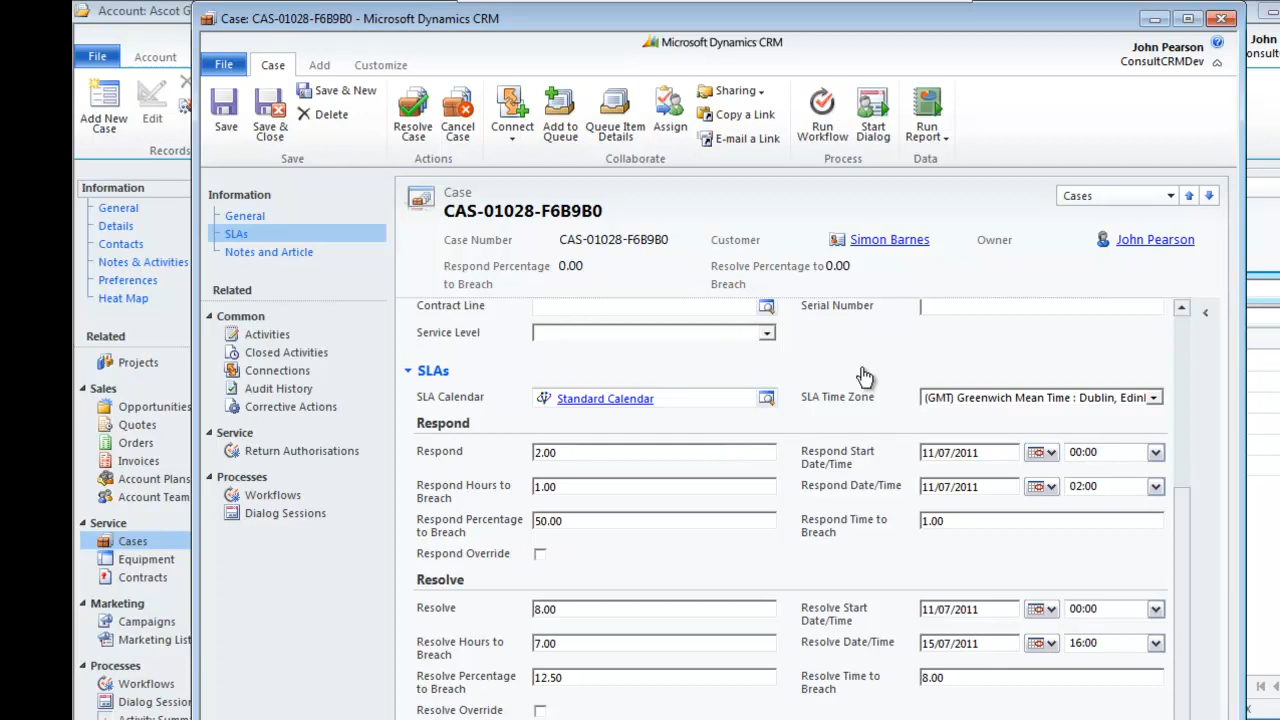 Account: Ascot G
File
Account
Add New Case
Edit
Records
Information
General
Details
Contacts
Notes & Activities
Preferences
Heat Map
Related
Projects
Sales
Opportunities
Quotes
Orders
Invoices
Account Plans
Account Team
Service
Cases
Equipment
Contracts
Marketing
Campaigns
Marketing List
Processes
Workflows
Dialog Session
Activity Summ
Case: CAS-01028-F6B9B0 - Microsoft Dynamics CRM
Microsoft Dynamics CRM
John Pearson
ConsultCRMDev
File
Case
Add
Customize
Save
Save & Close
Save & New
Delete
Save
Resolve Case
Cancel Case
Actions
Connect
Add to Queue
Queue Item Details
Assign
Sharing
Copy a Link
E-mail a Link
Collaborate
Run Workflow
Start Dialog
Process
Run Report
Data
Information
General
SLAs
Notes and Article
Related
Common
Activities
Closed Activities
Connections
Audit History
Corrective Actions
Service
Return Authorisations
Processes
Workflows
Dialog Sessions
Case
CAS-01028-F6B9B0
Cases
Case Number CAS-01028-F6B9B0 Customer Simon Barnes Owner John Pearson
Respond Percentage to Breach 0.00 Resolve Percentage to Breach 0.00
Contract Line Serial Number
Service Level
SLAs
SLA Calendar Standard Calendar SLA Time Zone (GMT) Greenwich Mean Time : Dublin, Edinl
Respond
Respond 2.00 Respond Start Date/Time 11/07/2011 00:00
Respond Hours to Breach 1.00 Respond Date/Time 11/07/2011 02:00
Respond Percentage to Breach 50.00 Respond Time to Breach 1.00
Respond Override
Resolve
Resolve 8.00 Resolve Start Date/Time 11/07/2011 00:00
Resolve Hours to Breach 7.00 Resolve Date/Time 15/07/2011 16:00
Resolve Percentage to Breach 12.50 Resolve Time to Breach 8.00
Resolve Override
John
onsultC